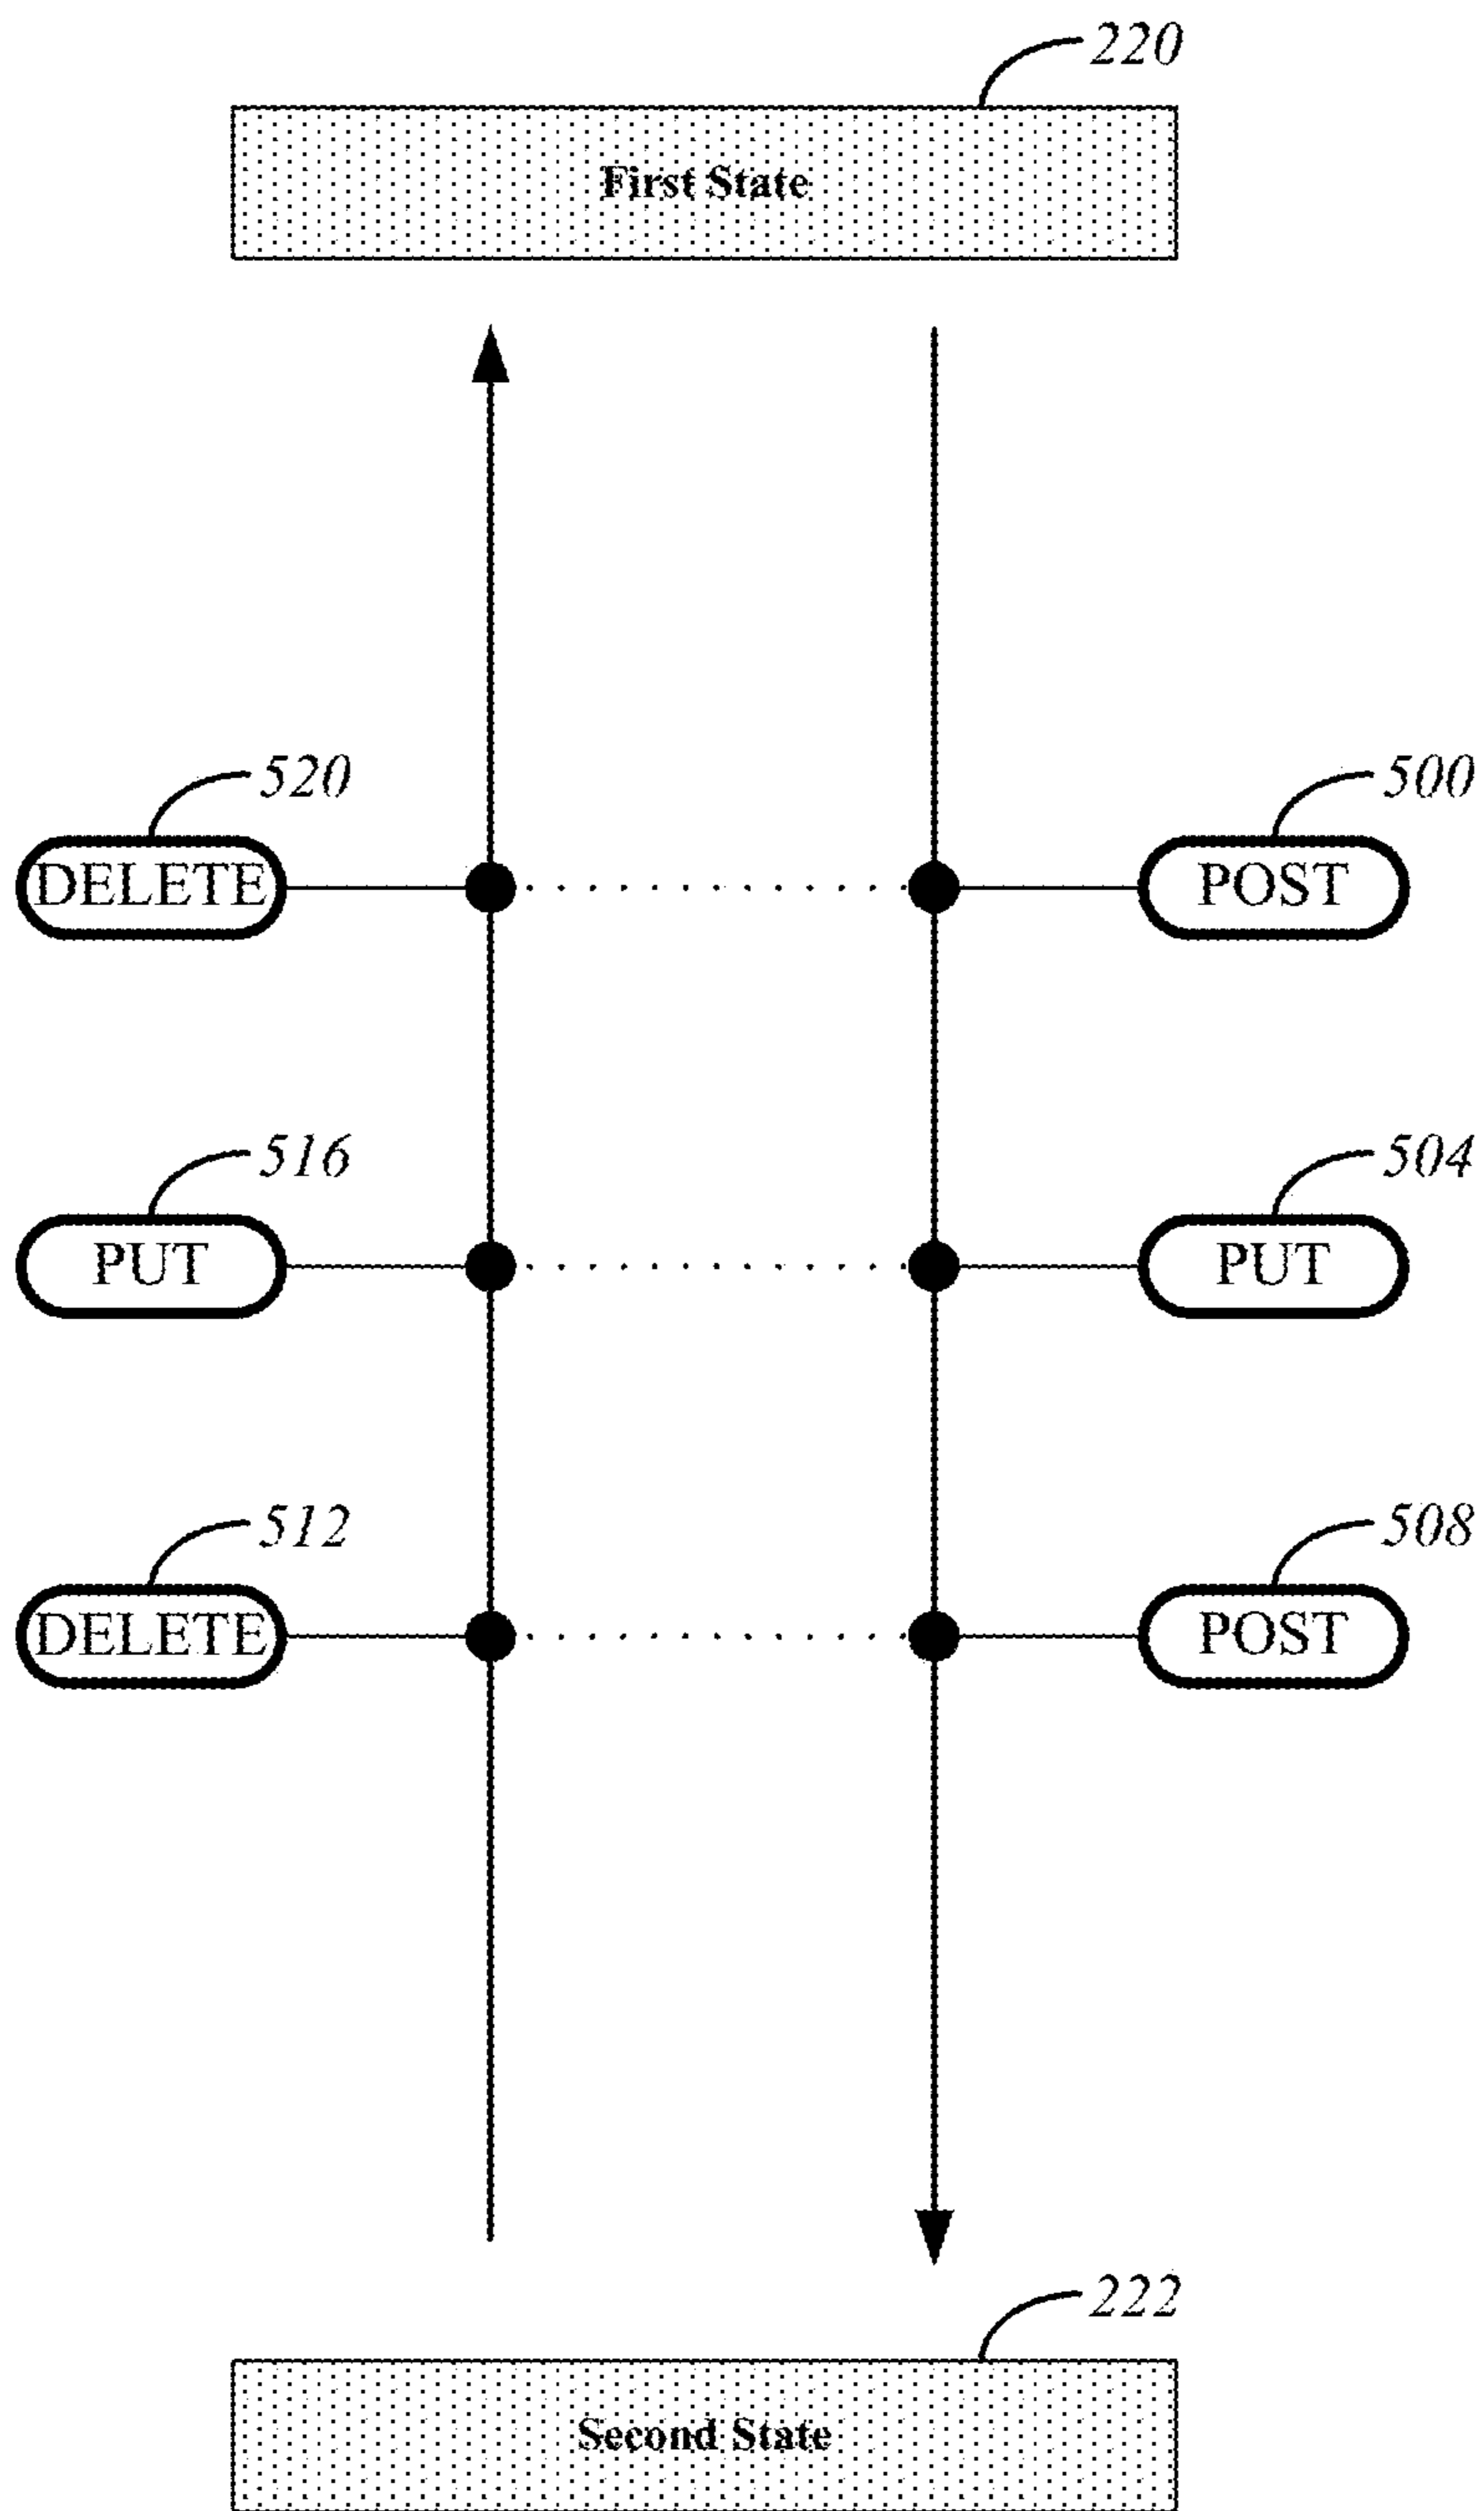 220
First State
520
500
DELETE
POST
516
504
PUT
PUT
512
508
DELETE
POST
222
Second State